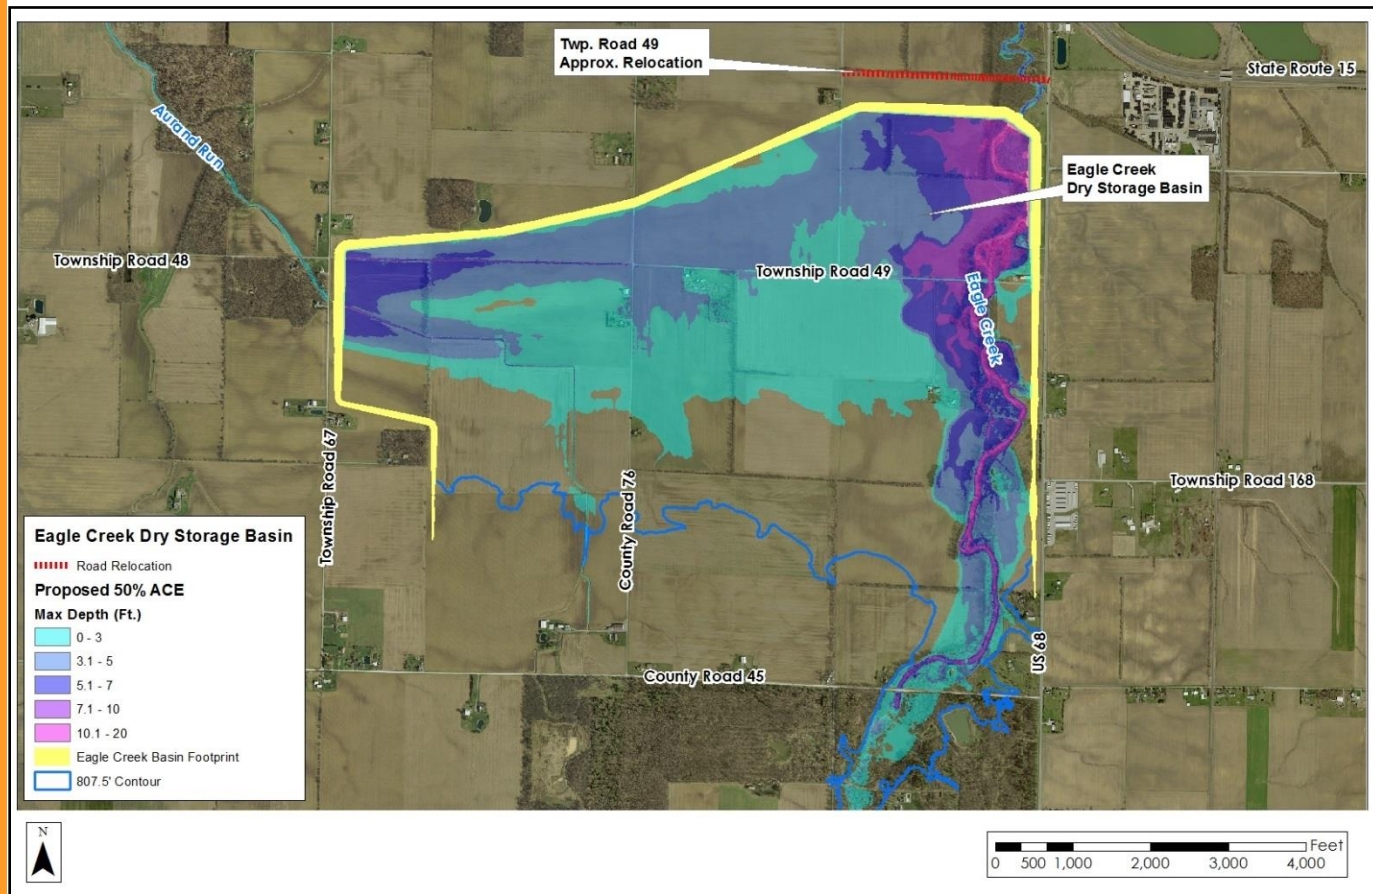 Twp. Road 49
Approx. Relocation
State Route 15
Aurand Run
Eagle Creek
Dry Storage Basin
Township Road 48
Township Road 49
Eagle Creek
Township Road 67
County Road 76
Township Road 168
US 68
County Road 45
Eagle Creek Dry Storage Basin
Road Relocation
Proposed 50% ACE
Max Depth (Ft.)
0 - 3
3.1 - 5
5.1 - 7
7.1 - 10
10.1 - 20
Eagle Creek Basin Footprint
807.5' Contour
N
Feet
0 500 1,000 2,000 3,000 4,000